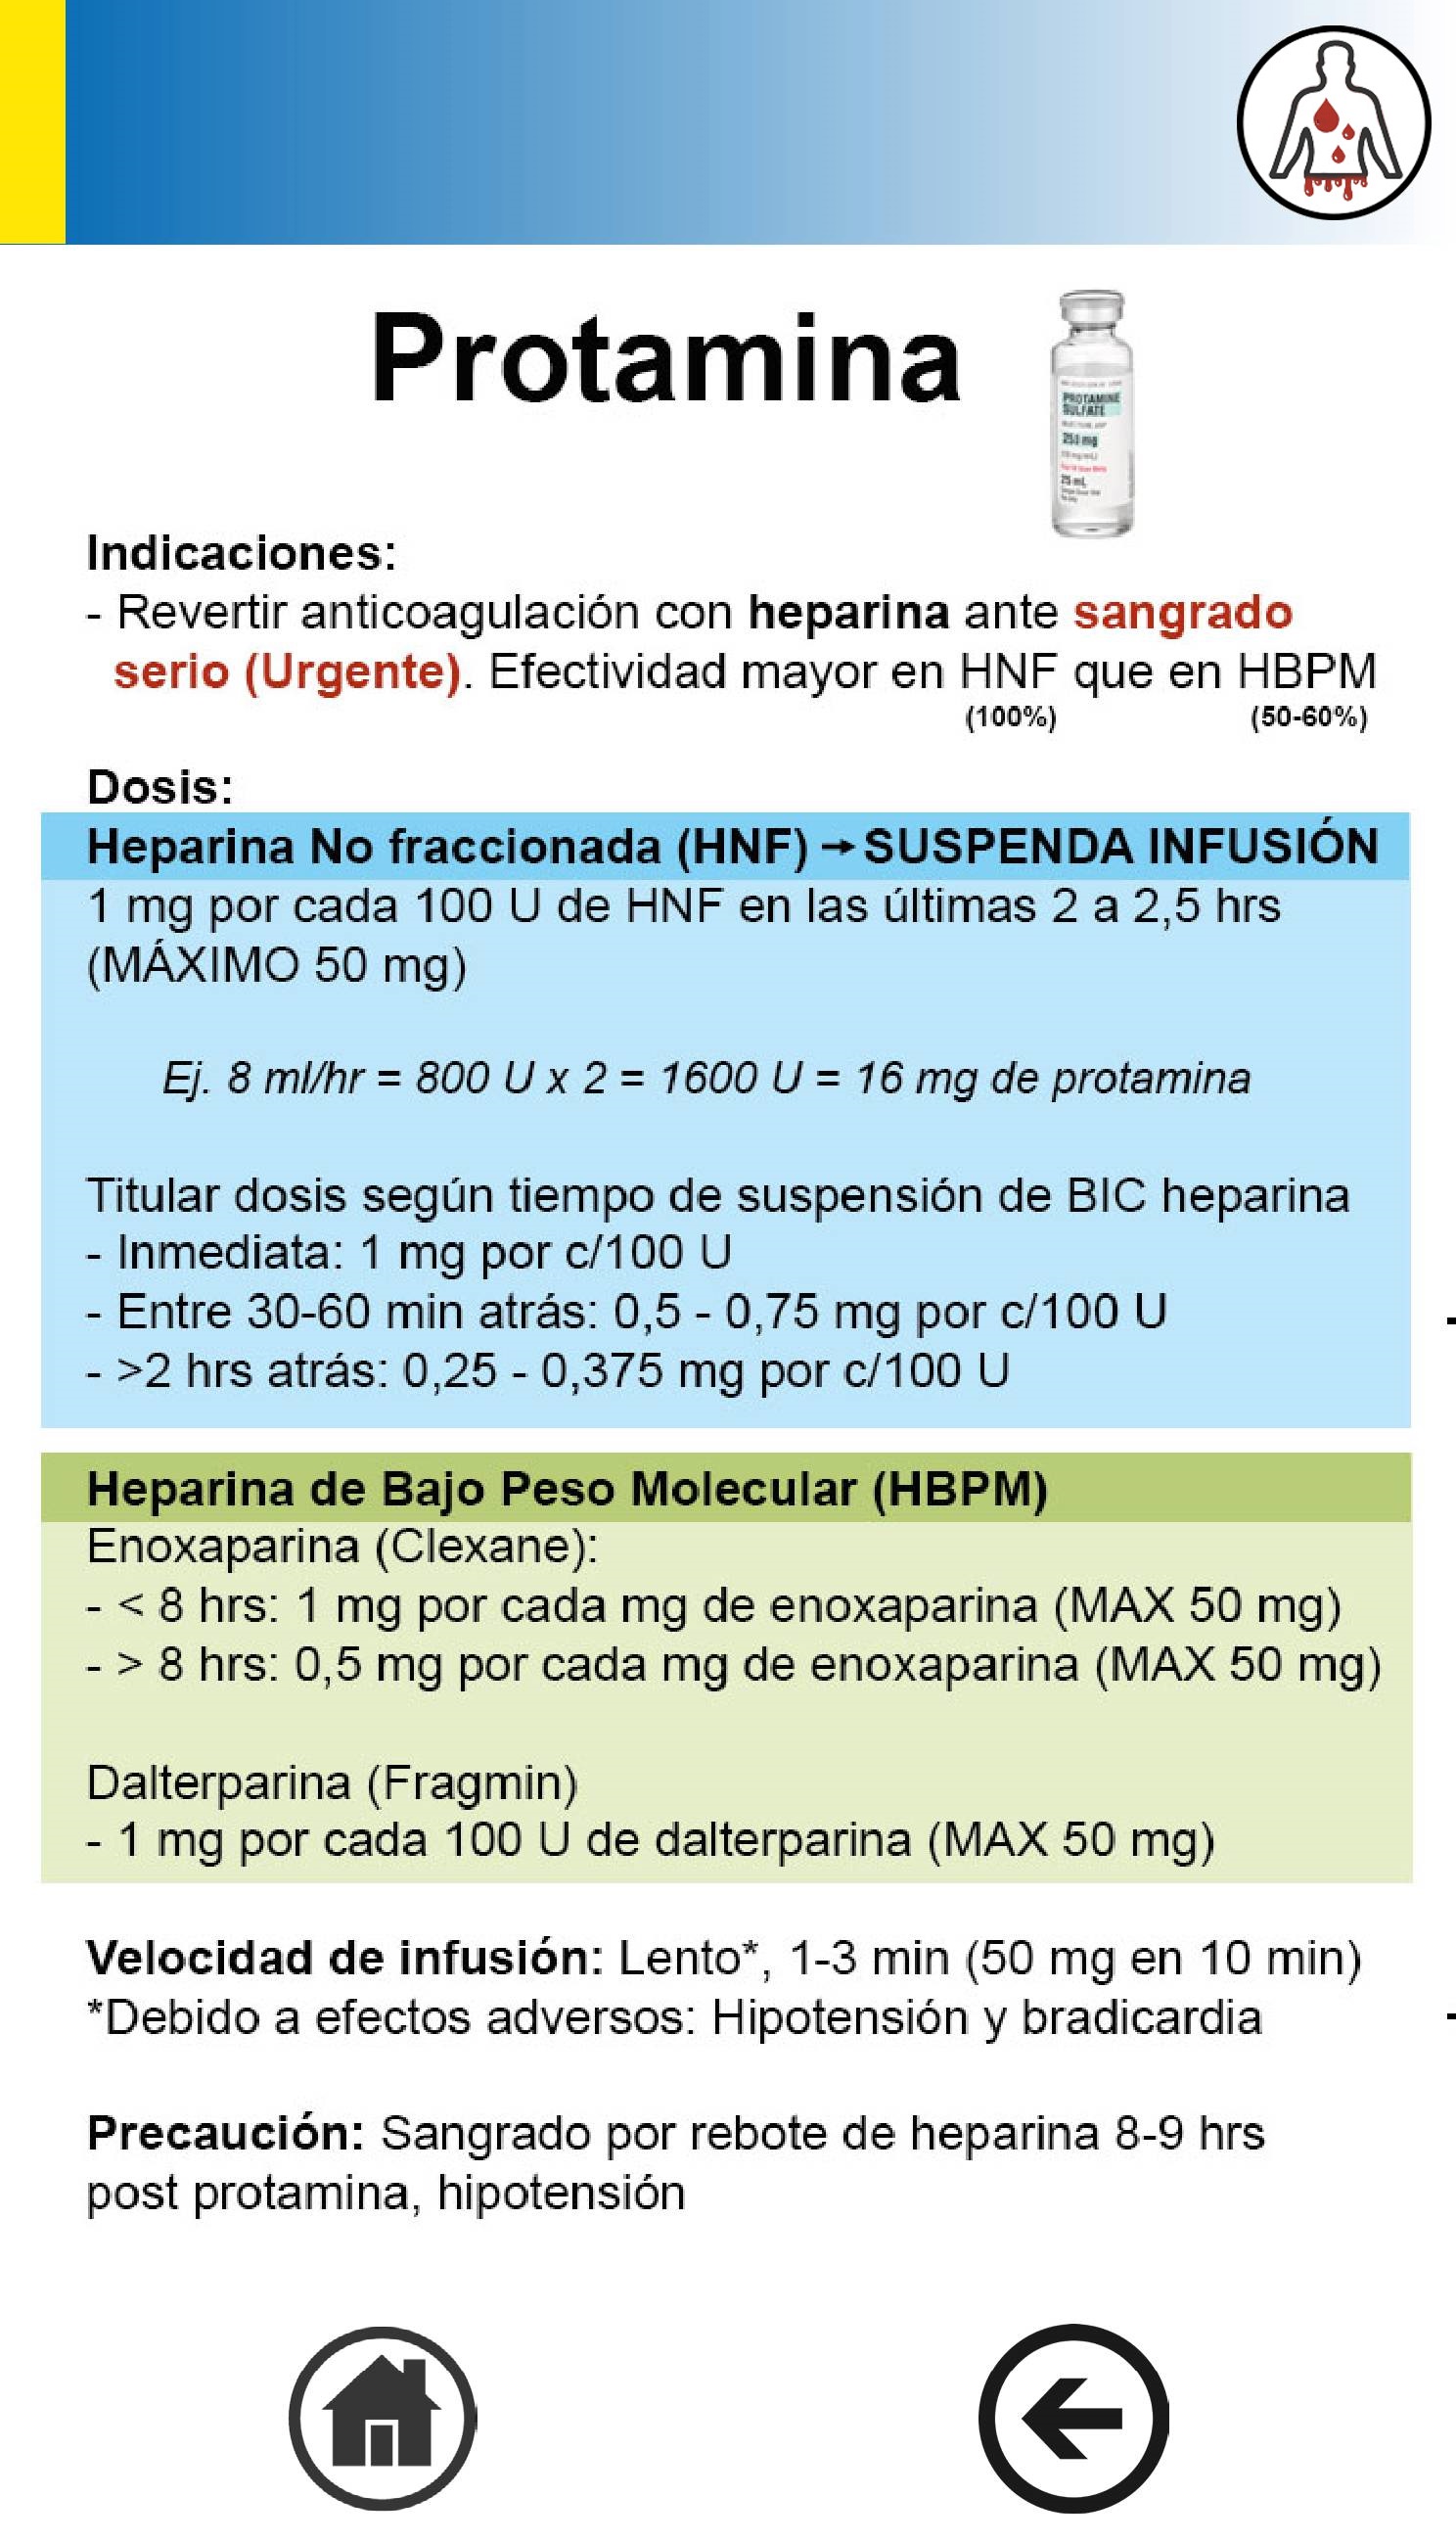 Protamina
PROTAMINE
SULFATE
250 mg
25 mL
Indicaciones:
- Revertir anticoagulación con heparina ante sangrado
serio (Urgente). Efectividad mayor en HNF que en HBPM
(100%) (50-60%)
Dosis:
Heparina No fraccionada (HNF) → SUSPENDA INFUSIÓN
1 mg por cada 100 U de HNF en las últimas 2 a 2,5 hrs
(MÁXIMO 50 mg)
Ej. 8 ml/hr = 800 U x 2 = 1600 U = 16 mg de protamina
Titular dosis según tiempo de suspensión de BIC heparina
- Inmediata: 1 mg por c/100 U
- Entre 30-60 min atrás: 0,5 - 0,75 mg por c/100 U
- >2 hrs atrás: 0,25 - 0,375 mg por c/100 U
Heparina de Bajo Peso Molecular (HBPM)
Enoxaparina (Clexane):
- < 8 hrs: 1 mg por cada mg de enoxaparina (MAX 50 mg)
- > 8 hrs: 0,5 mg por cada mg de enoxaparina (MAX 50 mg)
Dalterparina (Fragmin)
- 1 mg por cada 100 U de dalterparina (MAX 50 mg)
Velocidad de infusión: Lento*, 1-3 min (50 mg en 10 min)
*Debido a efectos adversos: Hipotensión y bradicardia
Precaución: Sangrado por rebote de heparina 8-9 hrs
post protamina, hipotensión